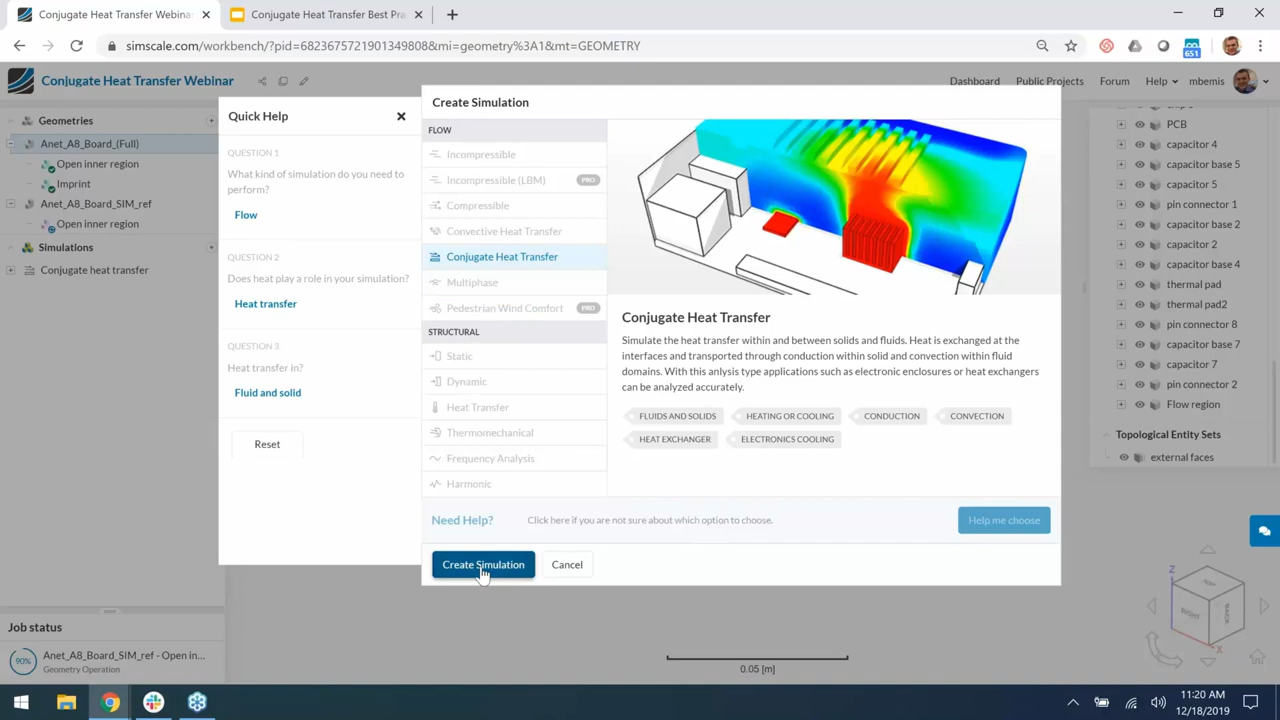 Conjugate Heat Transfer Webinar
Conjugate Heat Transfer Best Pra
simscale.com/workbench/?pid=6823675721901349808&mi=geometry%3A1&mt=GEOMETRY
651
Conjugate Heat Transfer Webinar
Dashboard
Public Projects
Forum
Help
mbemis
Geometries
Anet_A8_Board_(Full)
Open inner region
Imprint
Anet_A8_Board_SIM_ref
Open inner region
Simulations
Conjugate heat transfer
Quick Help
QUESTION 1
What kind of simulation do you need to
perform?
Flow
QUESTION 2
Does heat play a role in your simulation?
Heat transfer
QUESTION 3
Heat transfer in?
Fluid and solid
Reset
Create Simulation
FLOW
Incompressible
Incompressible (LBM)
PRO
Compressible
Convective Heat Transfer
Conjugate Heat Transfer
Multiphase
Pedestrian Wind Comfort
PRO
STRUCTURAL
Static
Dynamic
Heat Transfer
Thermomechanical
Frequency Analysis
Harmonic
Conjugate Heat Transfer
Simulate the heat transfer within and between solids and fluids. Heat is exchanged at the
interfaces and transported through conduction within solid and convection within fluid
domains. With this anlysis type applications such as electronic enclosures or heat exchangers
can be analyzed accurately.
FLUIDS AND SOLIDS
HEATING OR COOLING
CONDUCTION
CONVECTION
HEAT EXCHANGER
ELECTRONICS COOLING
Need Help?
Click here if you are not sure about which option to choose.
Help me choose
Create Simulation
Cancel
PCB
capacitor 4
capacitor base 5
capacitor 5
pin connector 1
capacitor base 2
capacitor 2
capacitor base 4
thermal pad
thermal pad2
pin connector 8
capacitor base 7
capacitor 7
pin connector 2
Flow region
Topological Entity Sets
external faces
Job status
90%
Anet_A8_Board_SIM_ref - Open in...
Geometry Operation
0.05 [m]
Z
RIGHT
BACK
X
11:20 AM
12/18/2019